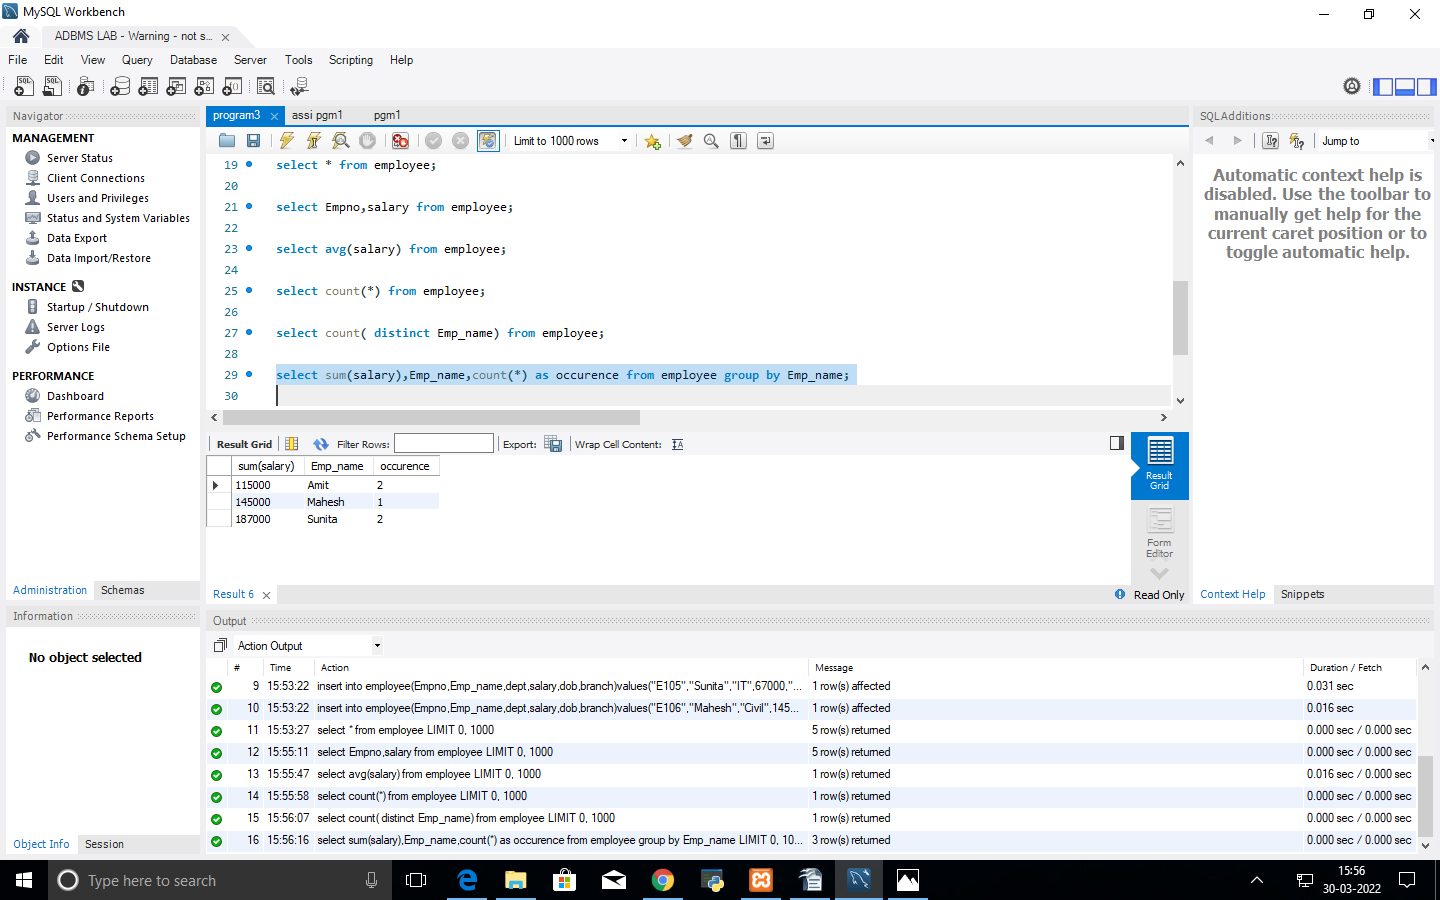 MySQL Workbench
ADBMS LAB - Warning - not s...
File Edit View Query Database Server Tools Scripting Help
Navigator
MANAGEMENT
Server Status
Client Connections
Users and Privileges
Status and System Variables
Data Export
Data Import/Restore
INSTANCE
Startup / Shutdown
Server Logs
Options File
PERFORMANCE
Dashboard
Performance Reports
Performance Schema Setup
Administration Schemas
Information
No object selected
Object Info Session
program3 assi pgm1 pgm1
Limit to 1000 rows
19 select * from employee;
20
21 select Empno,salary from employee;
22
23 select avg(salary) from employee;
24
25 select count(*) from employee;
26
27 select count( distinct Emp_name) from employee;
28
29 select sum(salary),Emp_name,count(*) as occurence from employee group by Emp_name;
30
Result Grid Filter Rows: Export: Wrap Cell Content:
sum(salary) Emp_name occurence
115000 Amit 2
145000 Mahesh 1
187000 Sunita 2
Result Grid
Form Editor
Result 6 Read Only
SQLAdditions
Jump to
Automatic context help is
disabled. Use the toolbar to
manually get help for the
current caret position or to
toggle automatic help.
Context Help Snippets
Output
Action Output
# Time Action Message Duration / Fetch
9 15:53:22 insert into employee(Empno,Emp_name,dept,salary,dob,branch)values("E105","Sunita","IT",67000,"... 1 row(s) affected 0.031 sec
10 15:53:22 insert into employee(Empno,Emp_name,dept,salary,dob,branch)values("E106","Mahesh","Civil",145... 1 row(s) affected 0.016 sec
11 15:53:27 select * from employee LIMIT 0, 1000 5 row(s) returned 0.000 sec / 0.000 sec
12 15:55:11 select Empno,salary from employee LIMIT 0, 1000 5 row(s) returned 0.000 sec / 0.000 sec
13 15:55:47 select avg(salary) from employee LIMIT 0, 1000 1 row(s) returned 0.016 sec / 0.000 sec
14 15:55:58 select count(*) from employee LIMIT 0, 1000 1 row(s) returned 0.000 sec / 0.000 sec
15 15:56:07 select count( distinct Emp_name) from employee LIMIT 0, 1000 1 row(s) returned 0.000 sec / 0.000 sec
16 15:56:16 select sum(salary),Emp_name,count(*) as occurence from employee group by Emp_name LIMIT 0, 10... 3 row(s) returned 0.000 sec / 0.000 sec
Type here to search
15:56
30-03-2022